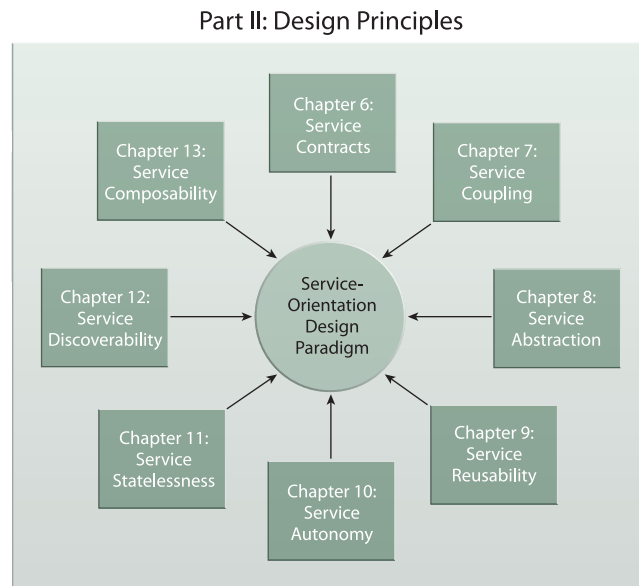 Part II: Design Principles
Chapter 6:
Service
Contracts
Chapter 7:
Service
Coupling
Chapter 8:
Service
Abstraction
Chapter 9:
Service
Reusability
Chapter 10:
Service
Autonomy
Chapter 11:
Service
Statelessness
Chapter 12:
Service
Discoverability
Chapter 13:
Service
Composability
Service-
Orientation
Design
Paradigm